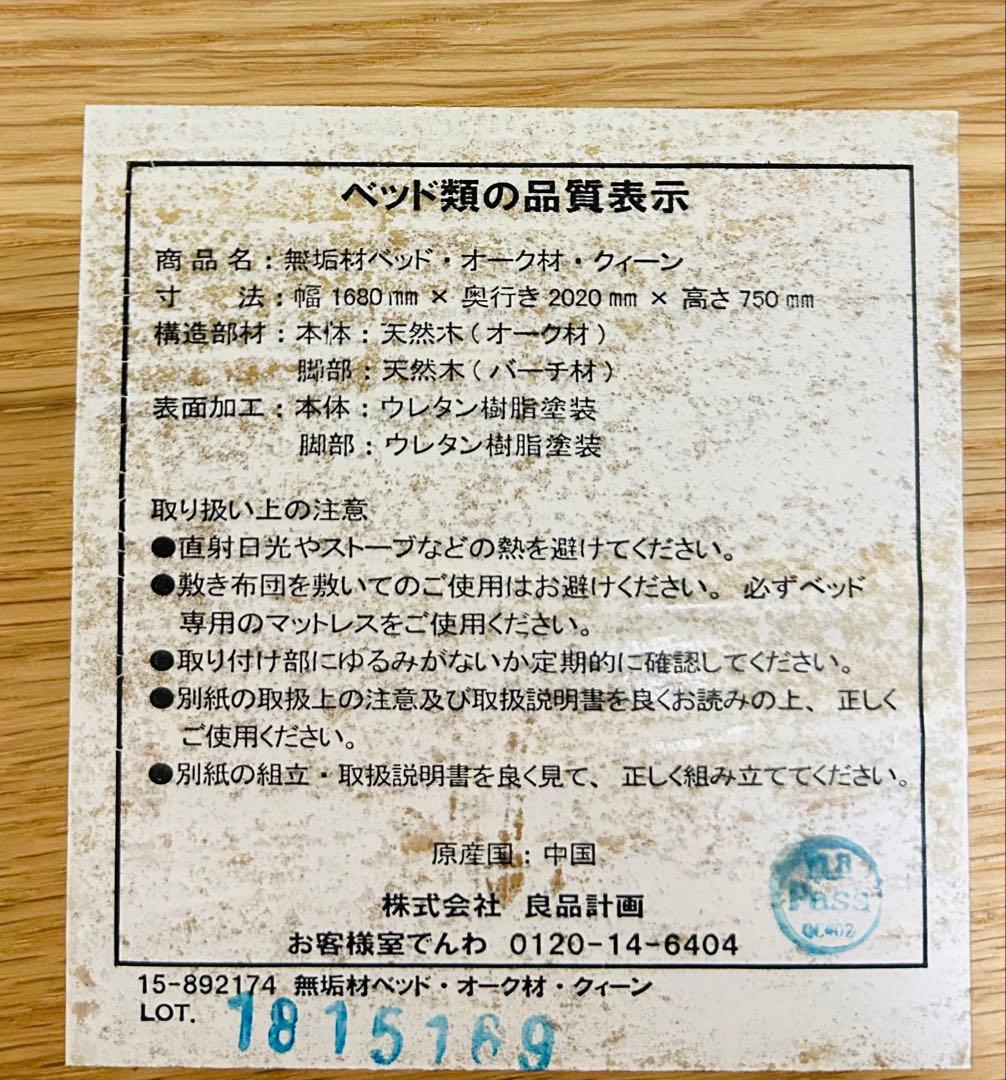 ベッド類の品質表示
商品名：無垢材ベッド・オーク材・クィーン
寸　　法：幅 1680㎜ × 奥行き 2020㎜ × 高さ 750㎜
構造部材：本体：天然木（オーク材）
脚部：天然木（バーチ材）
表面加工：本体：ウレタン樹脂塗装
脚部：ウレタン樹脂塗装
取り扱い上の注意
●直射日光やストーブなどの熱を避けてください。
●敷き布団を敷いてのご使用はお避けください。必ずベッド
専用のマットレスをご使用ください。
●取り付け部にゆるみがないか定期的に確認してください。
●別紙の取扱上の注意及び取扱説明書を良くお読みの上、正しく
ご使用ください。
●別紙の組立・取扱説明書を良く見て、正しく組み立ててください。
原産国：中国
株式会社 良品計画
お客様室でんわ 0120-14-6404
Pass
15-892174 無垢材ベッド・オーク材・クィーン
LOT. 1815169